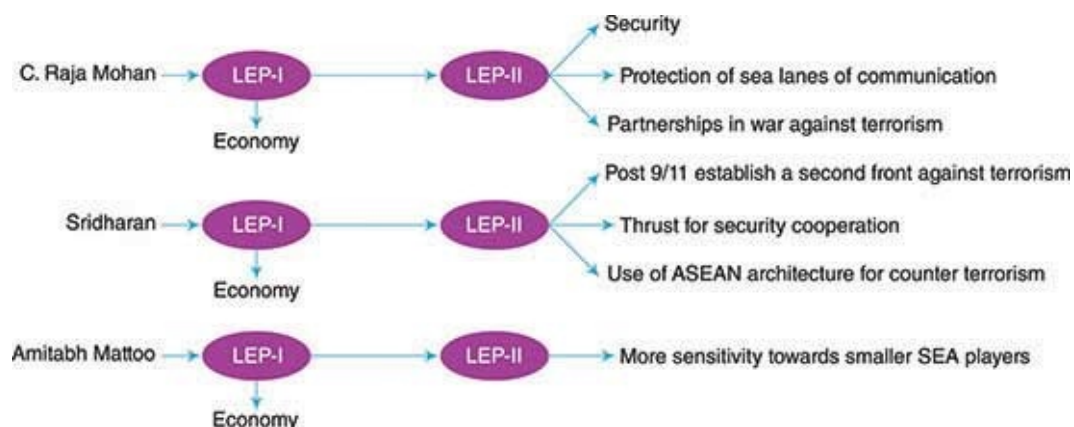 Security
C. Raja Mohan LEP-I LEP-II Protection of sea lanes of communication
Economy Partnerships in war against terrorism
Post 9/11 establish a second front against terrorism
Sridharan LEP-I LEP-II Thrust for security cooperation
Economy Use of ASEAN architecture for counter terrorism
Amitabh Mattoo LEP-I LEP-II More sensitivity towards smaller SEA players
Economy